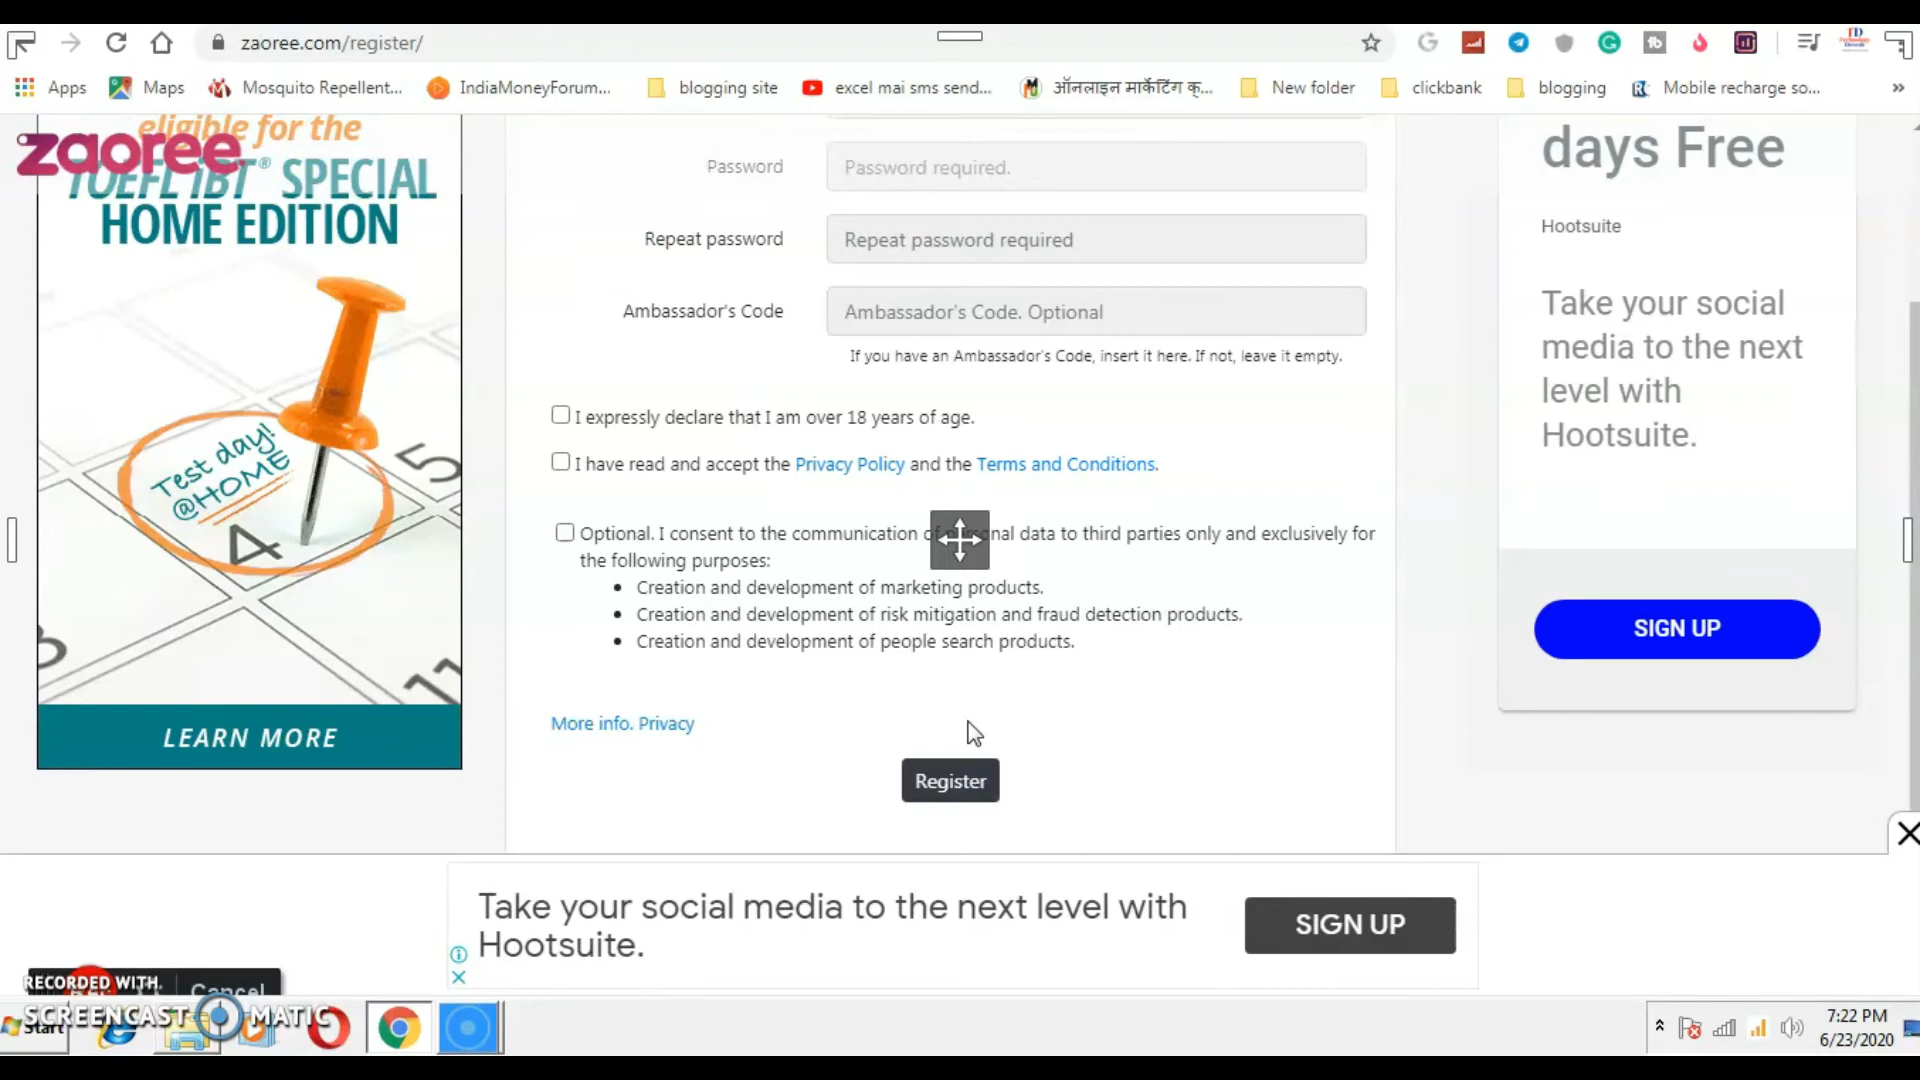 zaoree.com/register/
Apps
Maps
Mosquito Repellent...
IndiaMoneyForum...
blogging site
excel mai sms send...
ऑनलाइन मार्केटिंग क्...
New folder
clickbank
blogging
Mobile recharge so...
»
eligible for the
zaoree.
TOEFL iBT® SPECIAL
HOME EDITION
Test day!
@HOME
4
5
11
LEARN MORE
Password
Password required.
Repeat password
Repeat password required
Ambassador's Code
Ambassador's Code. Optional
If you have an Ambassador's Code, insert it here. If not, leave it empty.
I expressly declare that I am over 18 years of age.
I have read and accept the Privacy Policy and the Terms and Conditions.
Optional. I consent to the communication of personal data to third parties only and exclusively for
the following purposes:
Creation and development of marketing products.
Creation and development of risk mitigation and fraud detection products.
Creation and development of people search products.
More info. Privacy
Register
days Free
Hootsuite
Take your social
media to the next
level with
Hootsuite.
SIGN UP
Take your social media to the next level with
Hootsuite.
SIGN UP
RECORDED WITH
Cancel
SCREENCAST MATIC
Start
7:22 PM
6/23/2020